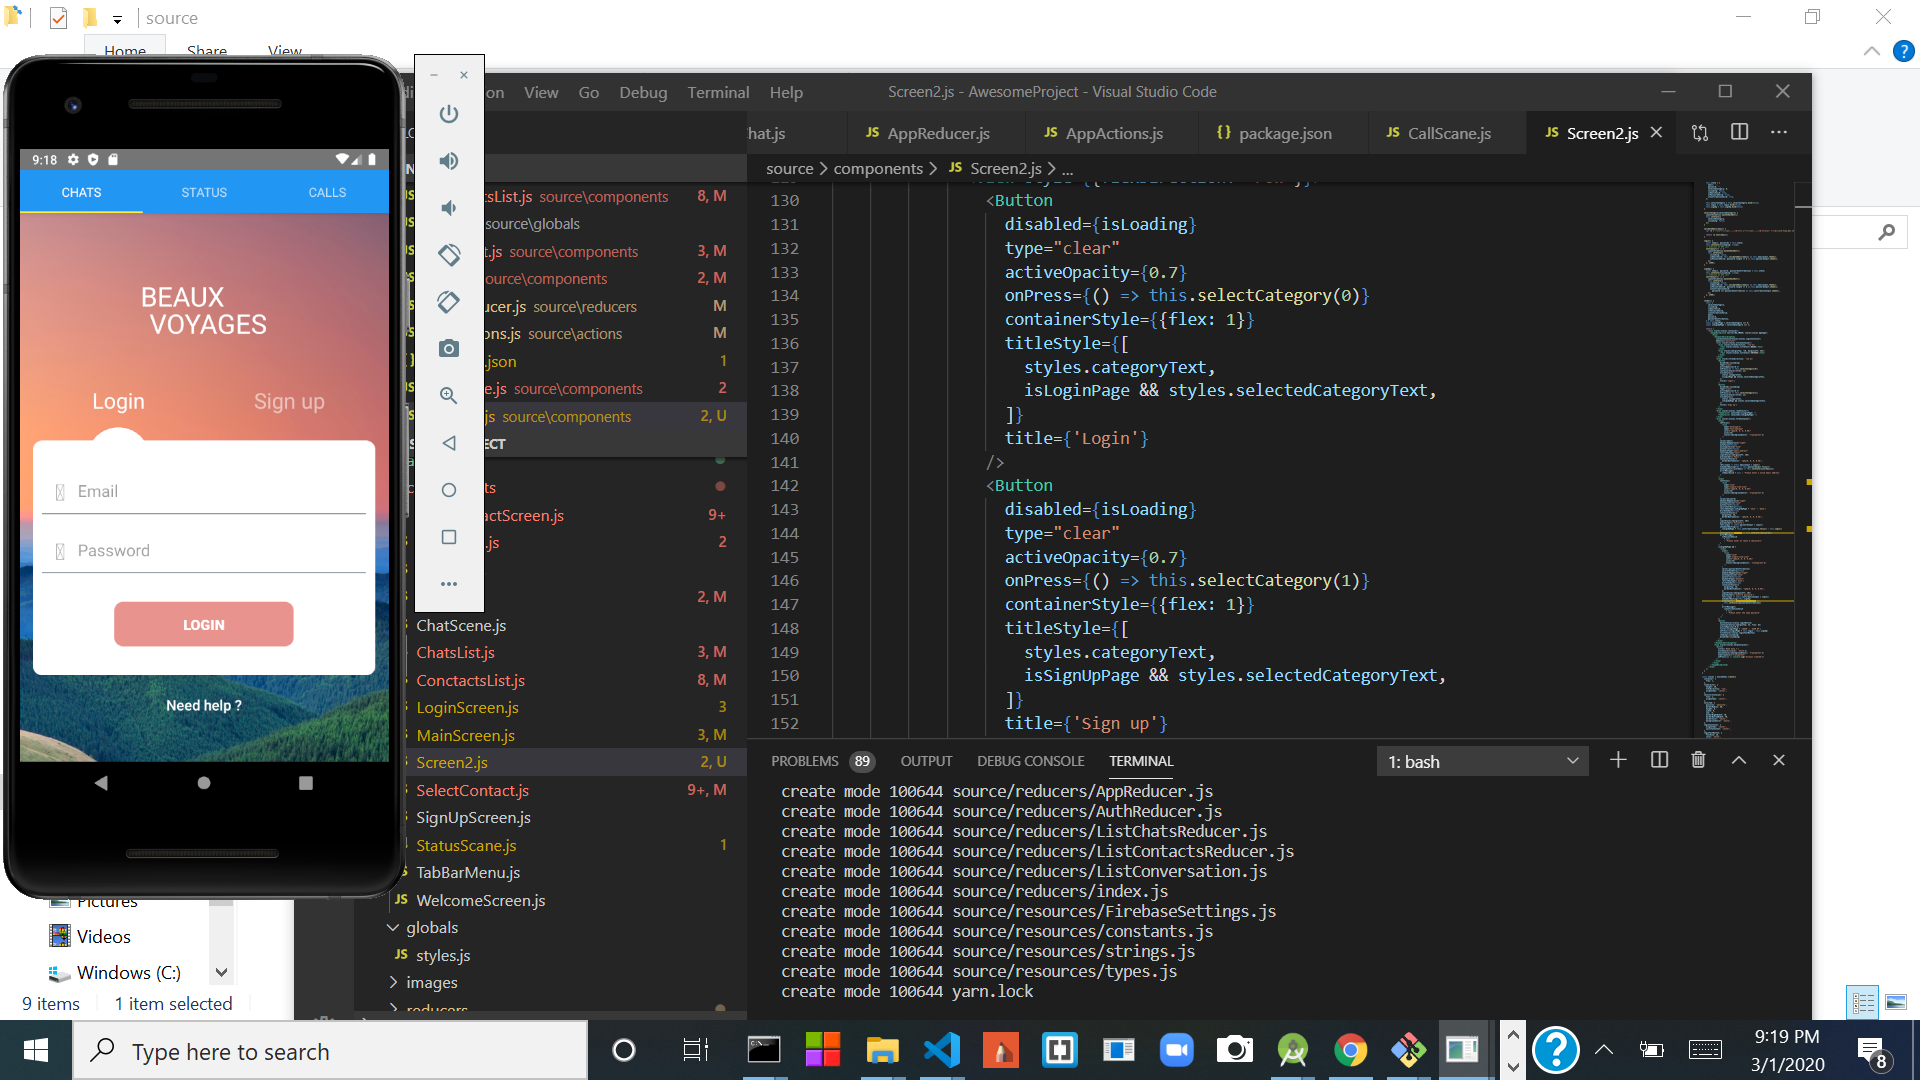 source
Home
Share
View
View
Go
Debug
Terminal
Help
Screen2.js - AwesomeProject - Visual Studio Code
hat.js
JS AppReducer.js
JS AppActions.js
{} package.json
JS CallScane.js
JS Screen2.js
source > components > JS Screen2.js > ...
9:18
CHATS
STATUS
CALLS
BEAUX
VOYAGES
Login
Sign up
Email
Password
LOGIN
Need help ?
tsList.js source\components 8, M
source\globals
t.js source\components 3, M
source\components 2, M
ucer.js source\reducers M
ons.js source\actions M
.json 1
e.js source\components 2
js source\components 2, U
ECT
ts
actScreen.js 9+
.js 2
2, M
ChatScene.js
ChatsList.js 3, M
ConctactsList.js 8, M
LoginScreen.js 3
MainScreen.js 3, M
Screen2.js 2, U
SelectContact.js 9+, M
SignUpScreen.js
StatusScane.js 1
TabBarMenu.js
JS WelcomeScreen.js
globals
JS styles.js
images
reducers
130 <Button
131 disabled={isLoading}
132 type="clear"
133 activeOpacity={0.7}
134 onPress={() => this.selectCategory(0)}
135 containerStyle={{flex: 1}}
136 titleStyle={[
137 styles.categoryText,
138 isLoginPage && styles.selectedCategoryText,
139 ]}
140 title={'Login'}
141 />
142 <Button
143 disabled={isLoading}
144 type="clear"
145 activeOpacity={0.7}
146 onPress={() => this.selectCategory(1)}
147 containerStyle={{flex: 1}}
148 titleStyle={[
149 styles.categoryText,
150 isSignUpPage && styles.selectedCategoryText,
151 ]}
152 title={'Sign up'}
PROBLEMS 89
OUTPUT
DEBUG CONSOLE
TERMINAL
1: bash
create mode 100644 source/reducers/AppReducer.js
create mode 100644 source/reducers/AuthReducer.js
create mode 100644 source/reducers/ListChatsReducer.js
create mode 100644 source/reducers/ListContactsReducer.js
create mode 100644 source/reducers/ListConversation.js
create mode 100644 source/reducers/index.js
create mode 100644 source/resources/FirebaseSettings.js
create mode 100644 source/resources/constants.js
create mode 100644 source/resources/strings.js
create mode 100644 source/resources/types.js
create mode 100644 yarn.lock
Pictures
Videos
Windows (C:)
9 items
1 item selected
Type here to search
9:19 PM
3/1/2020
8